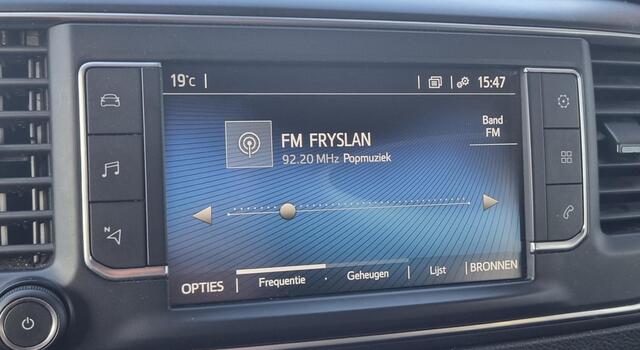 19°C
15:47
FM FRYSLAN
92.20 MHz Popmuziek
Band
FM
N
OPTIES
Frequentie
Geheugen
Lijst
BRONNEN